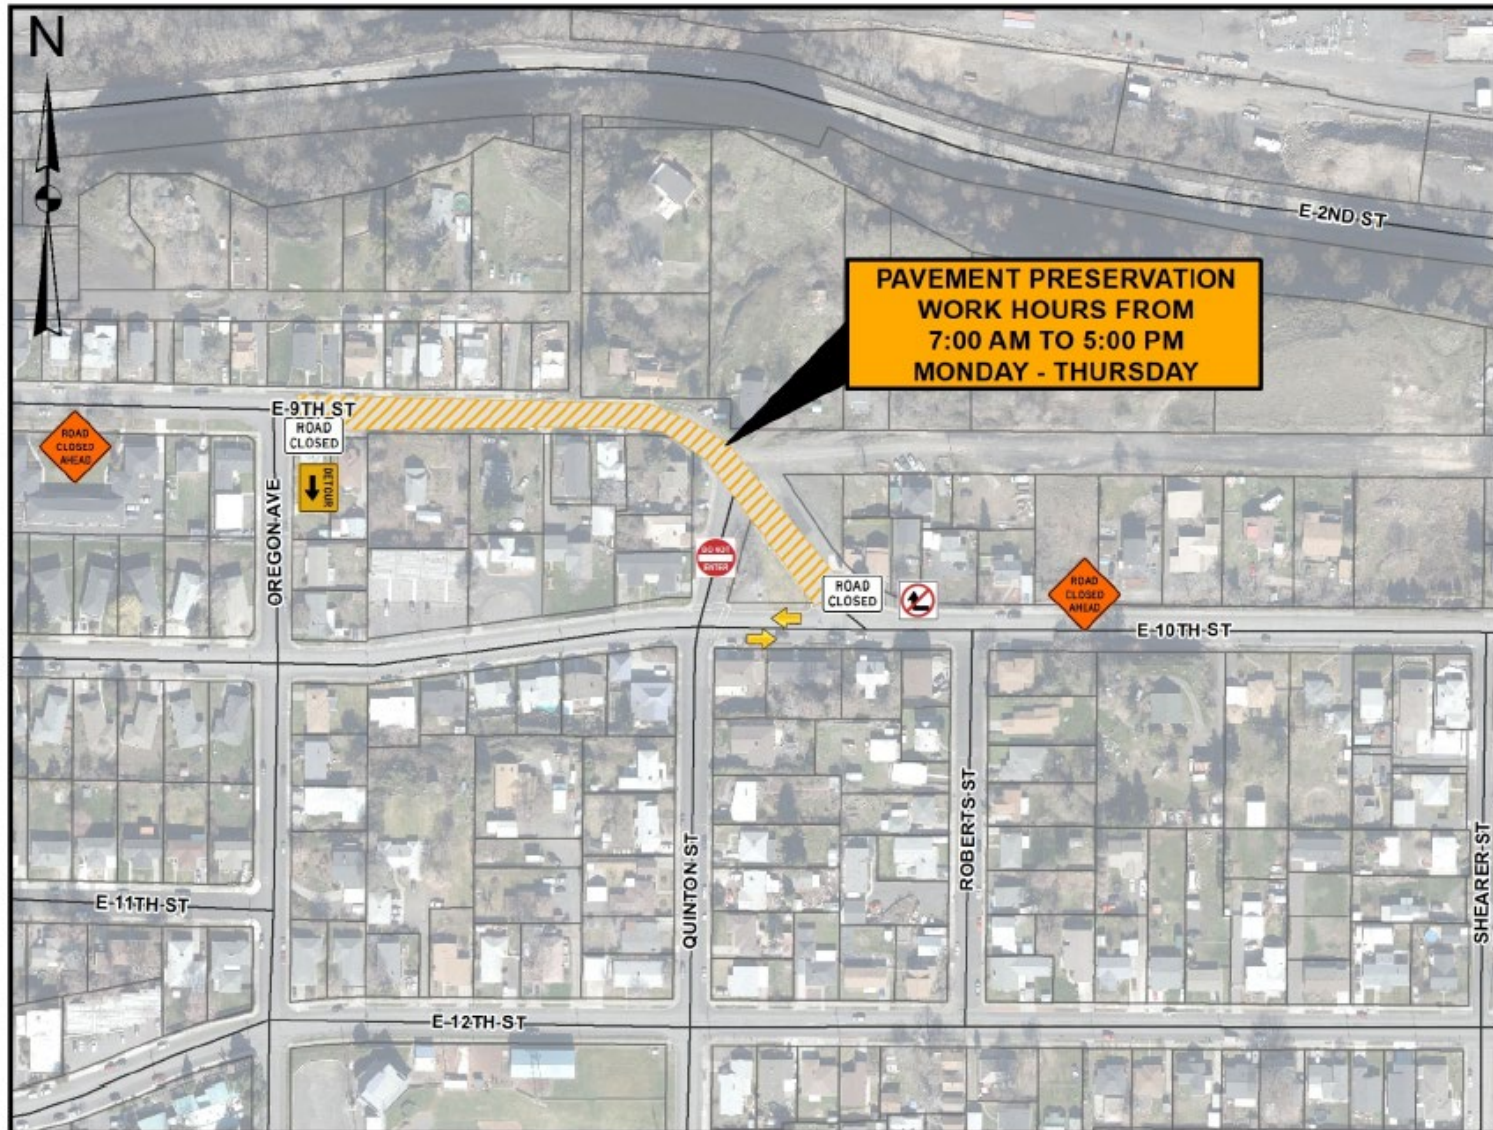 N
E 2ND ST
PAVEMENT PRESERVATION
WORK HOURS FROM
7:00 AM TO 5:00 PM
MONDAY - THURSDAY
E 9TH ST
ROAD
CLOSED
ROAD
CLOSED
AHEAD
DETOUR
OREGON AVE
DO NOT
ENTER
ROAD
CLOSED
ROAD
CLOSED
AHEAD
E 10TH ST
QUINTON ST
ROBERTS ST
SHEARER ST
E 11TH ST
E 12TH ST